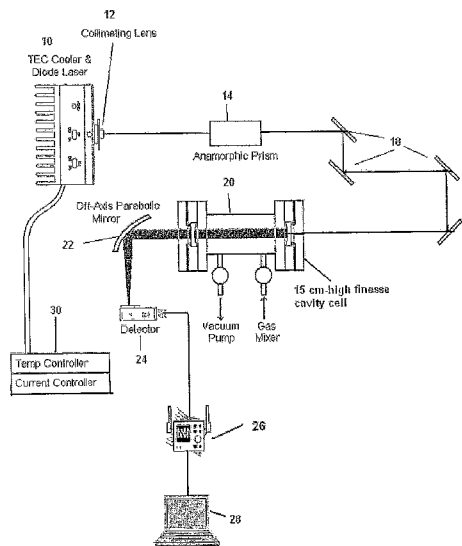 12
Collimating Lens
10
TEC Cooler &
Diode Laser
14
Anamorphic Prism
18
20
Off-Axis Parabolic
Mirror
22
15 cm-high finesse
cavity cell
Vacuum
Pump
Gas
Mixer
Detector
24
30
Temp Controller
Current Controller
26
28